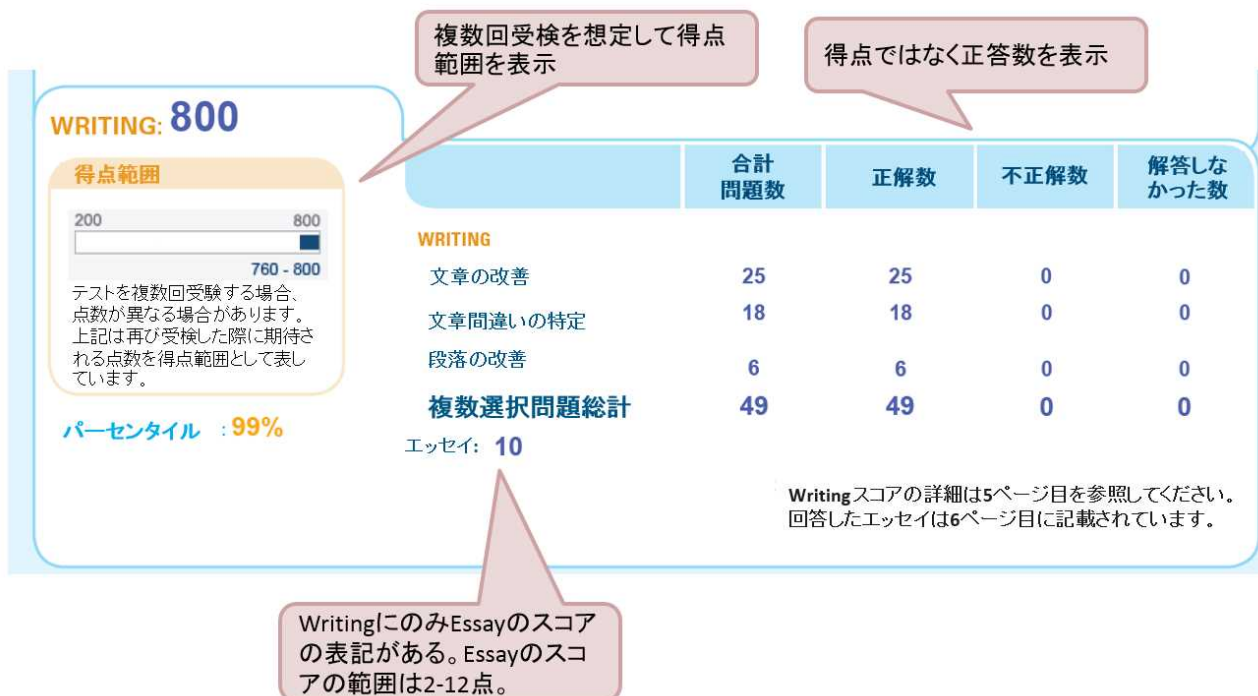 複数回受検を想定して得点
範囲を表示
得点ではなく正答数を表示
WRITING: 800
得点範囲
200 800
760 - 800
テストを複数回受験する場合、
点数が異なる場合があります。
上記は再び受検した際に期待さ
れる点数を得点範囲として表し
ています。
パーセンタイル :99%
合計
問題数
正解数
不正解数
解答しな
かった数
WRITING
文章の改善 25 25 0 0
文章間違いの特定 18 18 0 0
段落の改善 6 6 0 0
複数選択問題総計 49 49 0 0
エッセイ: 10
Writingスコアの詳細は5ページ目を参照してください。
回答したエッセイは6ページ目に記載されています。
WritingにのみEssayのスコア
の表記がある。Essayのスコ
アの範囲は2-12点。